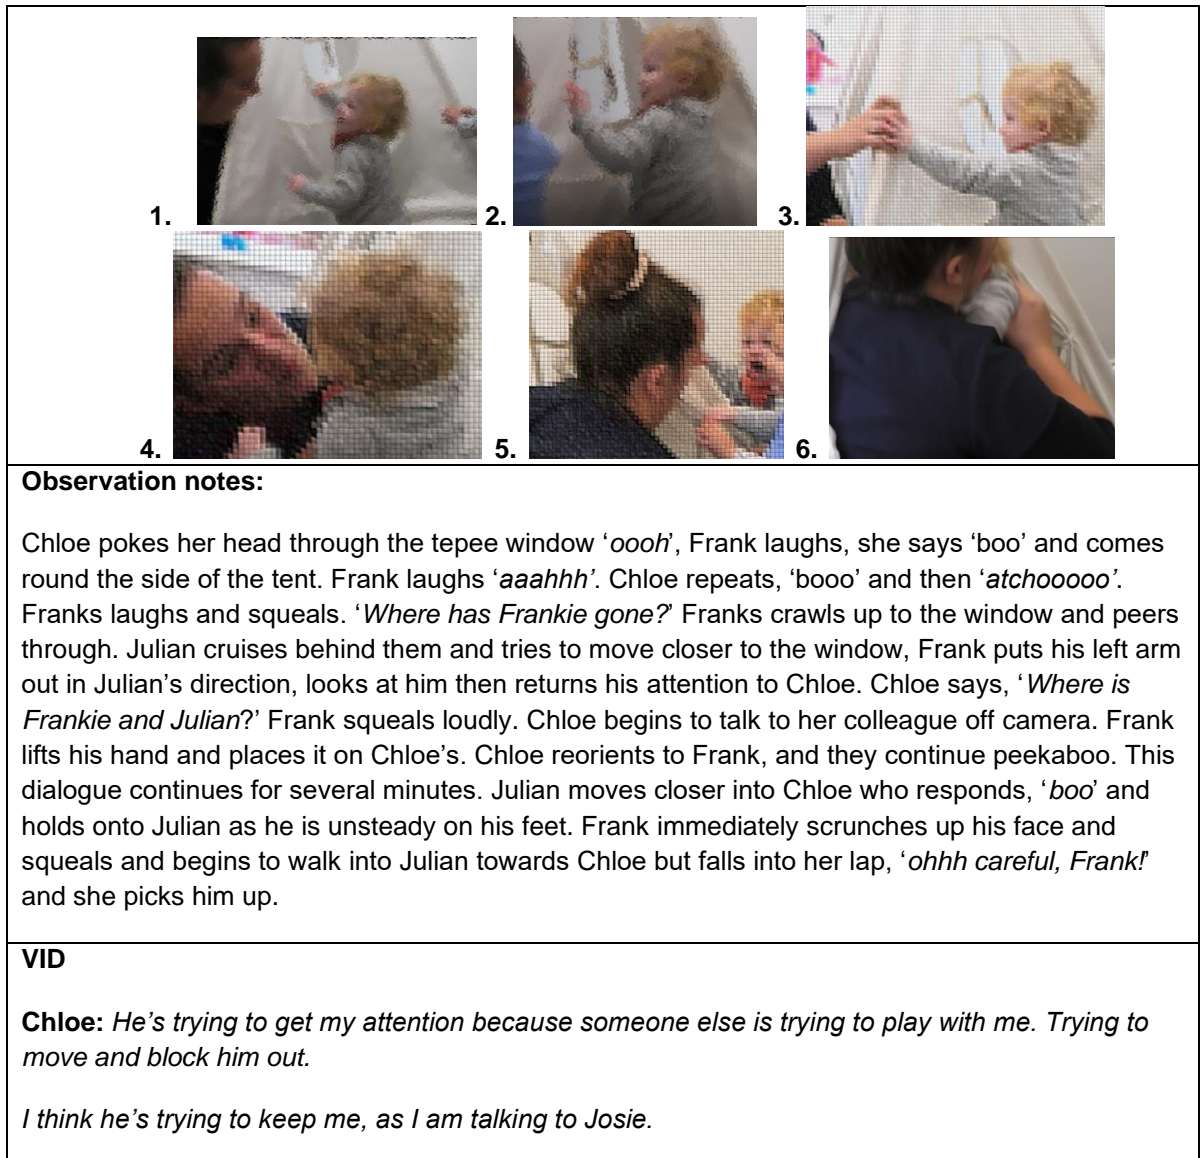 1. 2. 3.
4. 5. 6.
Observation notes:
Chloe pokes her head through the tepee window ‘oooh’, Frank laughs, she says ‘boo’ and comes
round the side of the tent. Frank laughs ‘aaahhh’. Chloe repeats, ‘booo’ and then ‘atchooooo’.
Franks laughs and squeals. ‘Where has Frankie gone?’ Franks crawls up to the window and peers
through. Julian cruises behind them and tries to move closer to the window, Frank puts his left arm
out in Julian’s direction, looks at him then returns his attention to Chloe. Chloe says, ‘Where is
Frankie and Julian?’ Frank squeals loudly. Chloe begins to talk to her colleague off camera. Frank
lifts his hand and places it on Chloe’s. Chloe reorients to Frank, and they continue peekaboo. This
dialogue continues for several minutes. Julian moves closer into Chloe who responds, ‘boo’ and
holds onto Julian as he is unsteady on his feet. Frank immediately scrunches up his face and
squeals and begins to walk into Julian towards Chloe but falls into her lap, ‘ohhh careful, Frank!’
and she picks him up.
VID
Chloe: He’s trying to get my attention because someone else is trying to play with me. Trying to
move and block him out.
I think he’s trying to keep me, as I am talking to Josie.